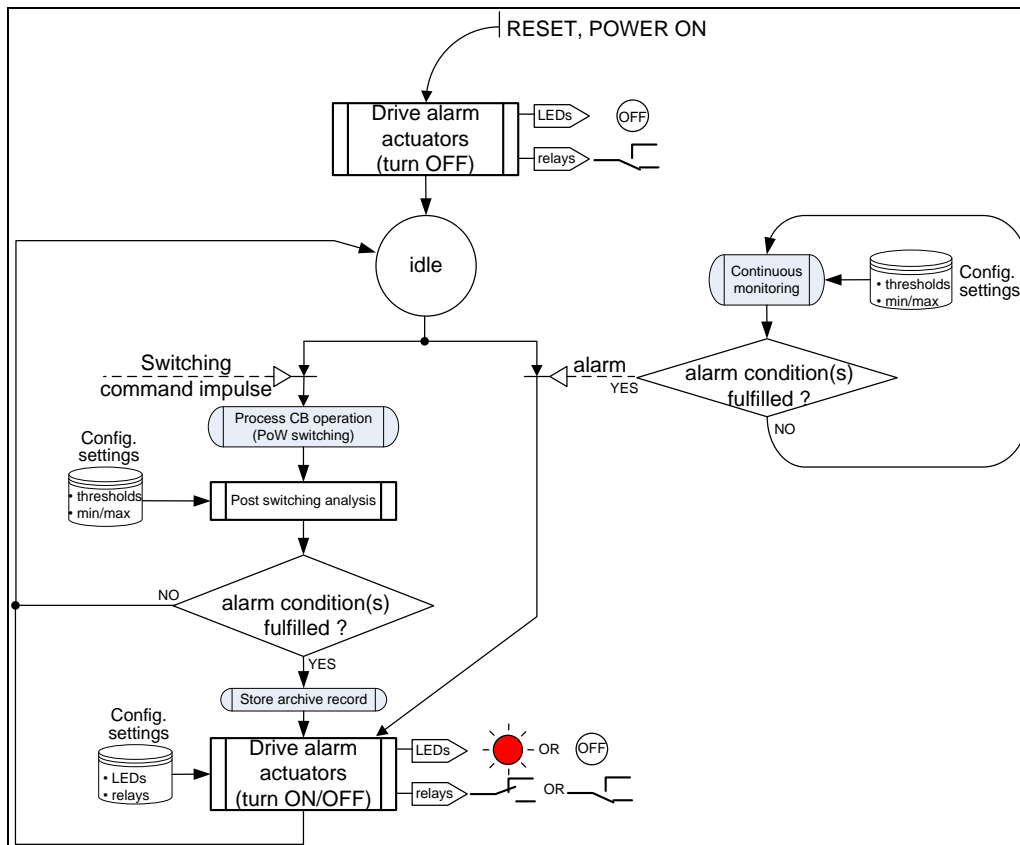 RESET, POWER ON
Drive alarm
actuators
(turn OFF)
LEDs
OFF
relays
idle
Continuous
monitoring
• thresholds
• min/max
Config.
settings
Switching
command impulse
alarm
YES
alarm condition(s)
fulfilled ?
NO
Process CB operation
(PoW switching)
Config.
settings
• thresholds
• min/max
Post switching analysis
NO
alarm condition(s)
fulfilled ?
YES
Store archive record
Config.
settings
• LEDs
• relays
Drive alarm
actuators
(turn ON/OFF)
LEDs
OR
OFF
relays
OR